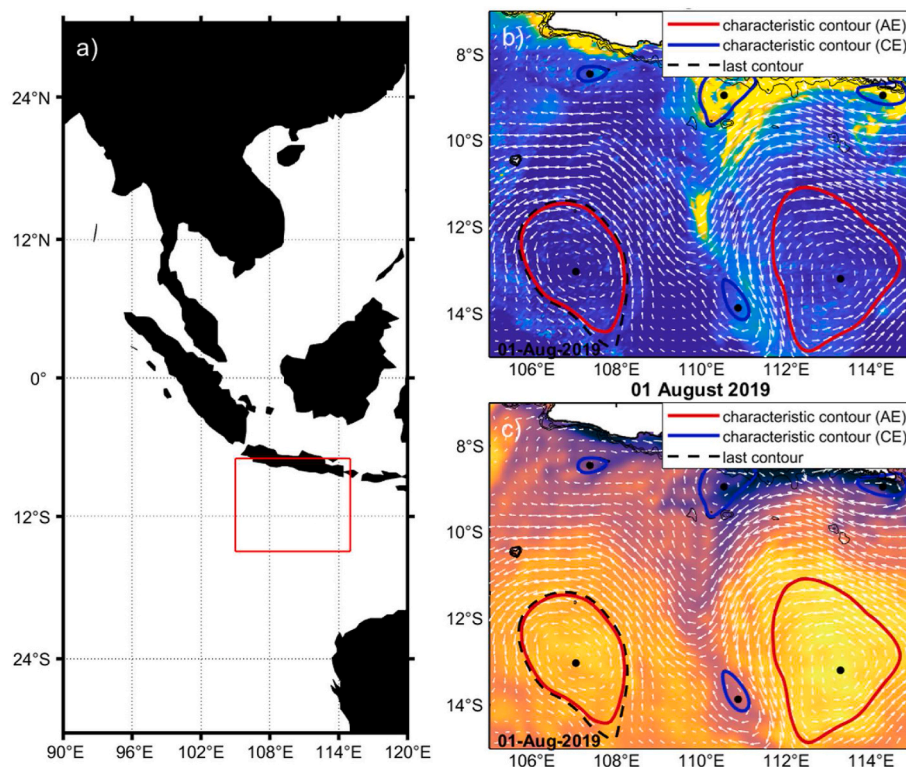 a)
24°N
12°N
0°
12°S
24°S
90°E 96°E 102°E 108°E 114°E 120°E
b)
characteristic contour (AE)
characteristic contour (CE)
last contour
8°S
10°S
12°S
14°S
01-Aug-2019
106°E 108°E 110°E 112°E 114°E
01 August 2019
c)
characteristic contour (AE)
characteristic contour (CE)
last contour
8°S
10°S
12°S
14°S
01-Aug-2019
106°E 108°E 110°E 112°E 114°E